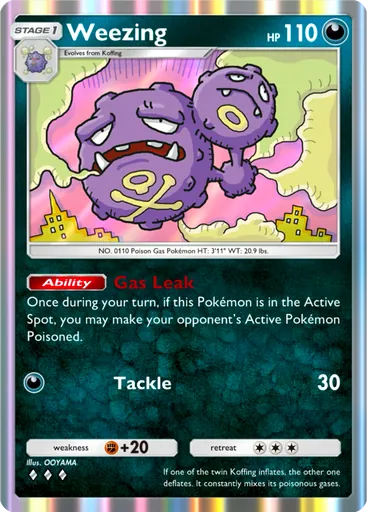 STAGE 1 Weezing HP 110
Evolves from Koffing
NO. 0110 Poison Gas Pokémon HT: 3'11" WT: 20.9 lbs.
Ability Gas Leak
Once during your turn, if this Pokémon is in the Active
Spot, you may make your opponent's Active Pokémon
Poisoned.
Tackle 30
weakness +20 retreat
Illus. OOYAMA
If one of the twin Koffing inflates, the other one
deflates. It constantly mixes its poisonous gases.